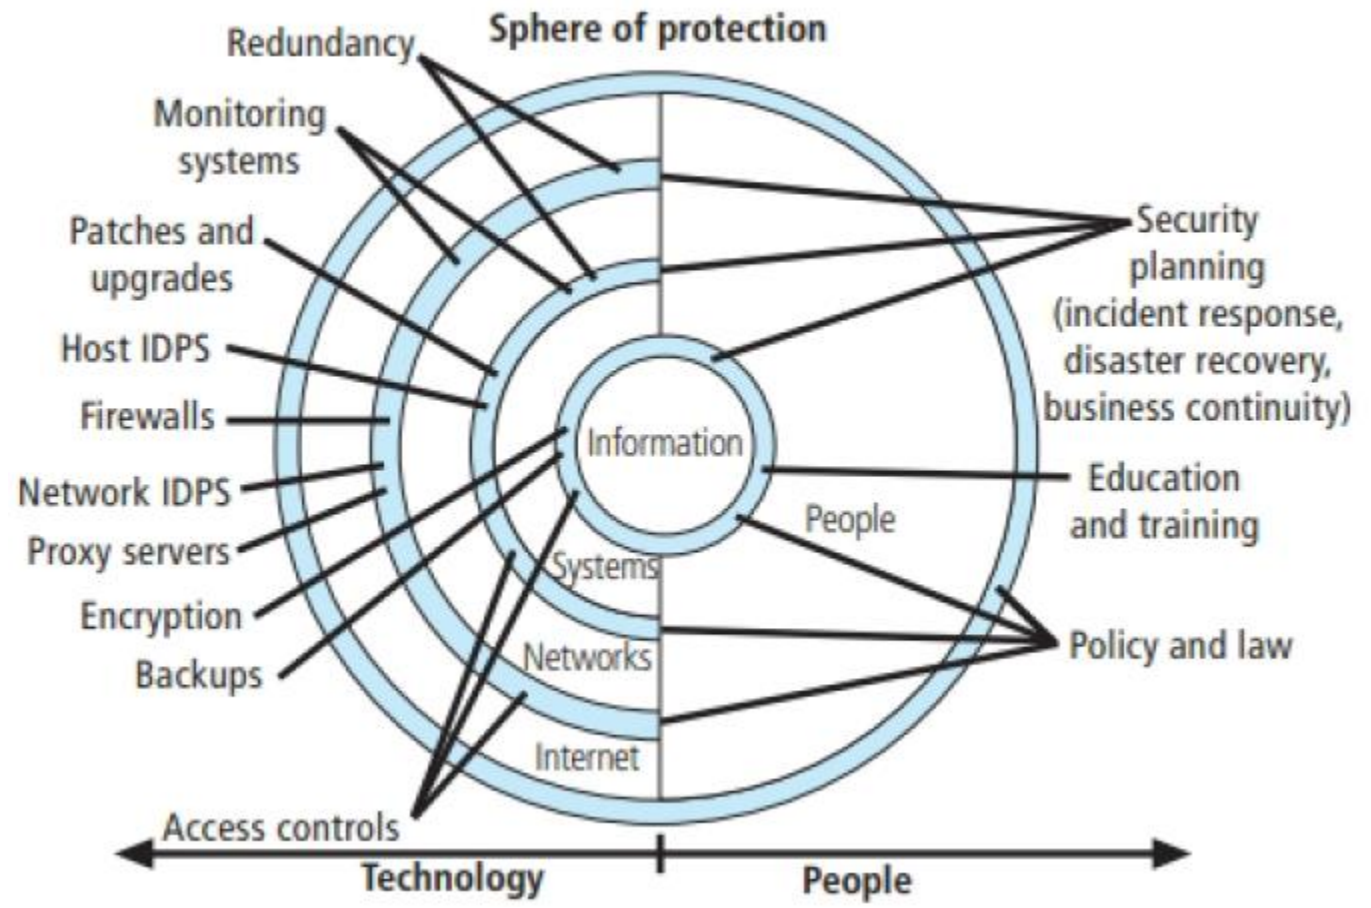 Sphere of protection
Redundancy
Monitoring
systems
Patches and
upgrades
Host IDPS
Firewalls
Network IDPS
Proxy servers
Encryption
Backups
Access controls
Information
Systems
Networks
Internet
People
Security
planning
(incident response,
disaster recovery,
business continuity)
Education
and training
Policy and law
Technology
People